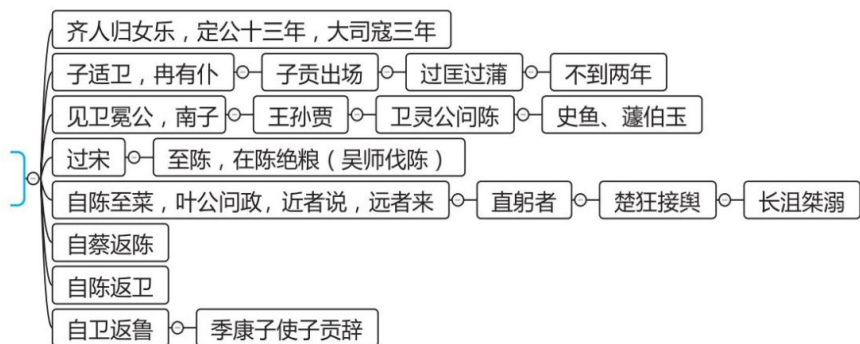 齐人归女乐，定公十三年，大司寇三年
子适卫，冉有仆 子贡出场 过匡过蒲 不到两年
见卫冕公，南子 王孙贾 卫灵公问陈 史鱼、蘧伯玉
过宋 至陈，在陈绝粮（吴师伐陈）
自陈至菜，叶公问政，近者说，远者来 直躬者 楚狂接舆 长沮桀溺
自蔡返陈
自陈返卫
自卫返鲁 季康子使子贡辞